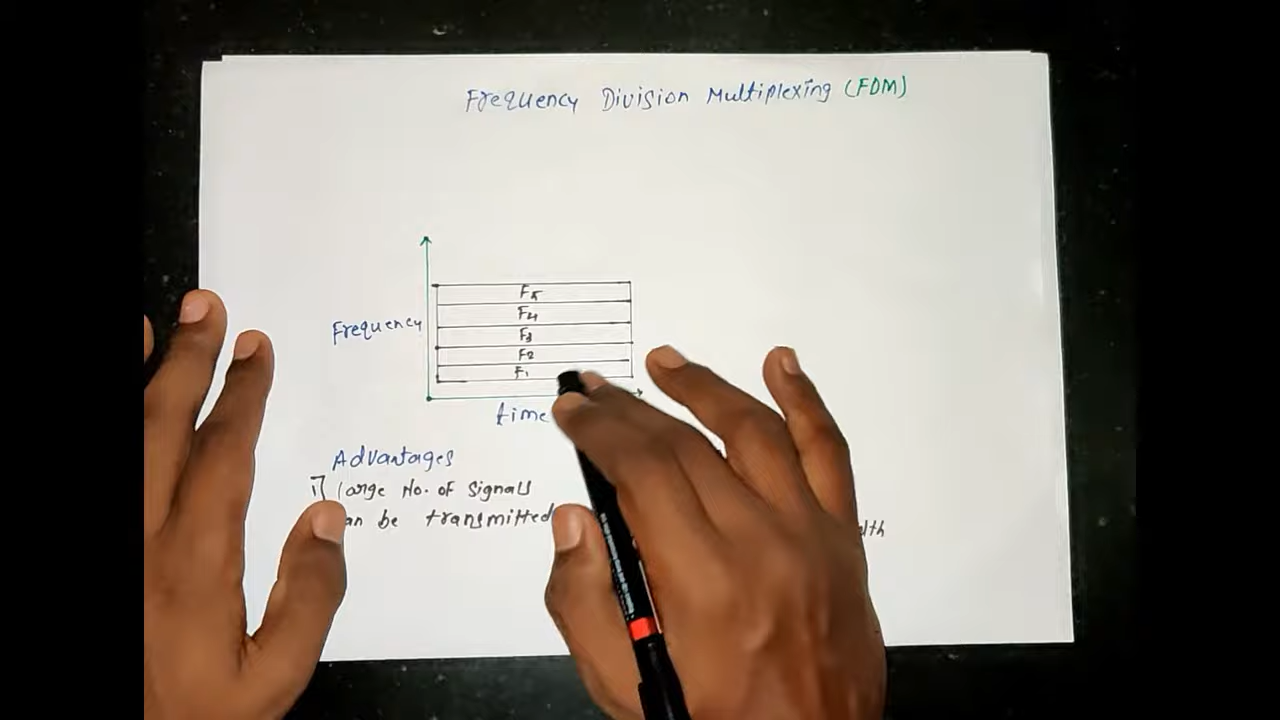 Frequency Division Multiplexing (FDM)
F5
F4
F3
Frequency
F2
F1
time
Advantages
1] Large No. of Signals
can be transmitted